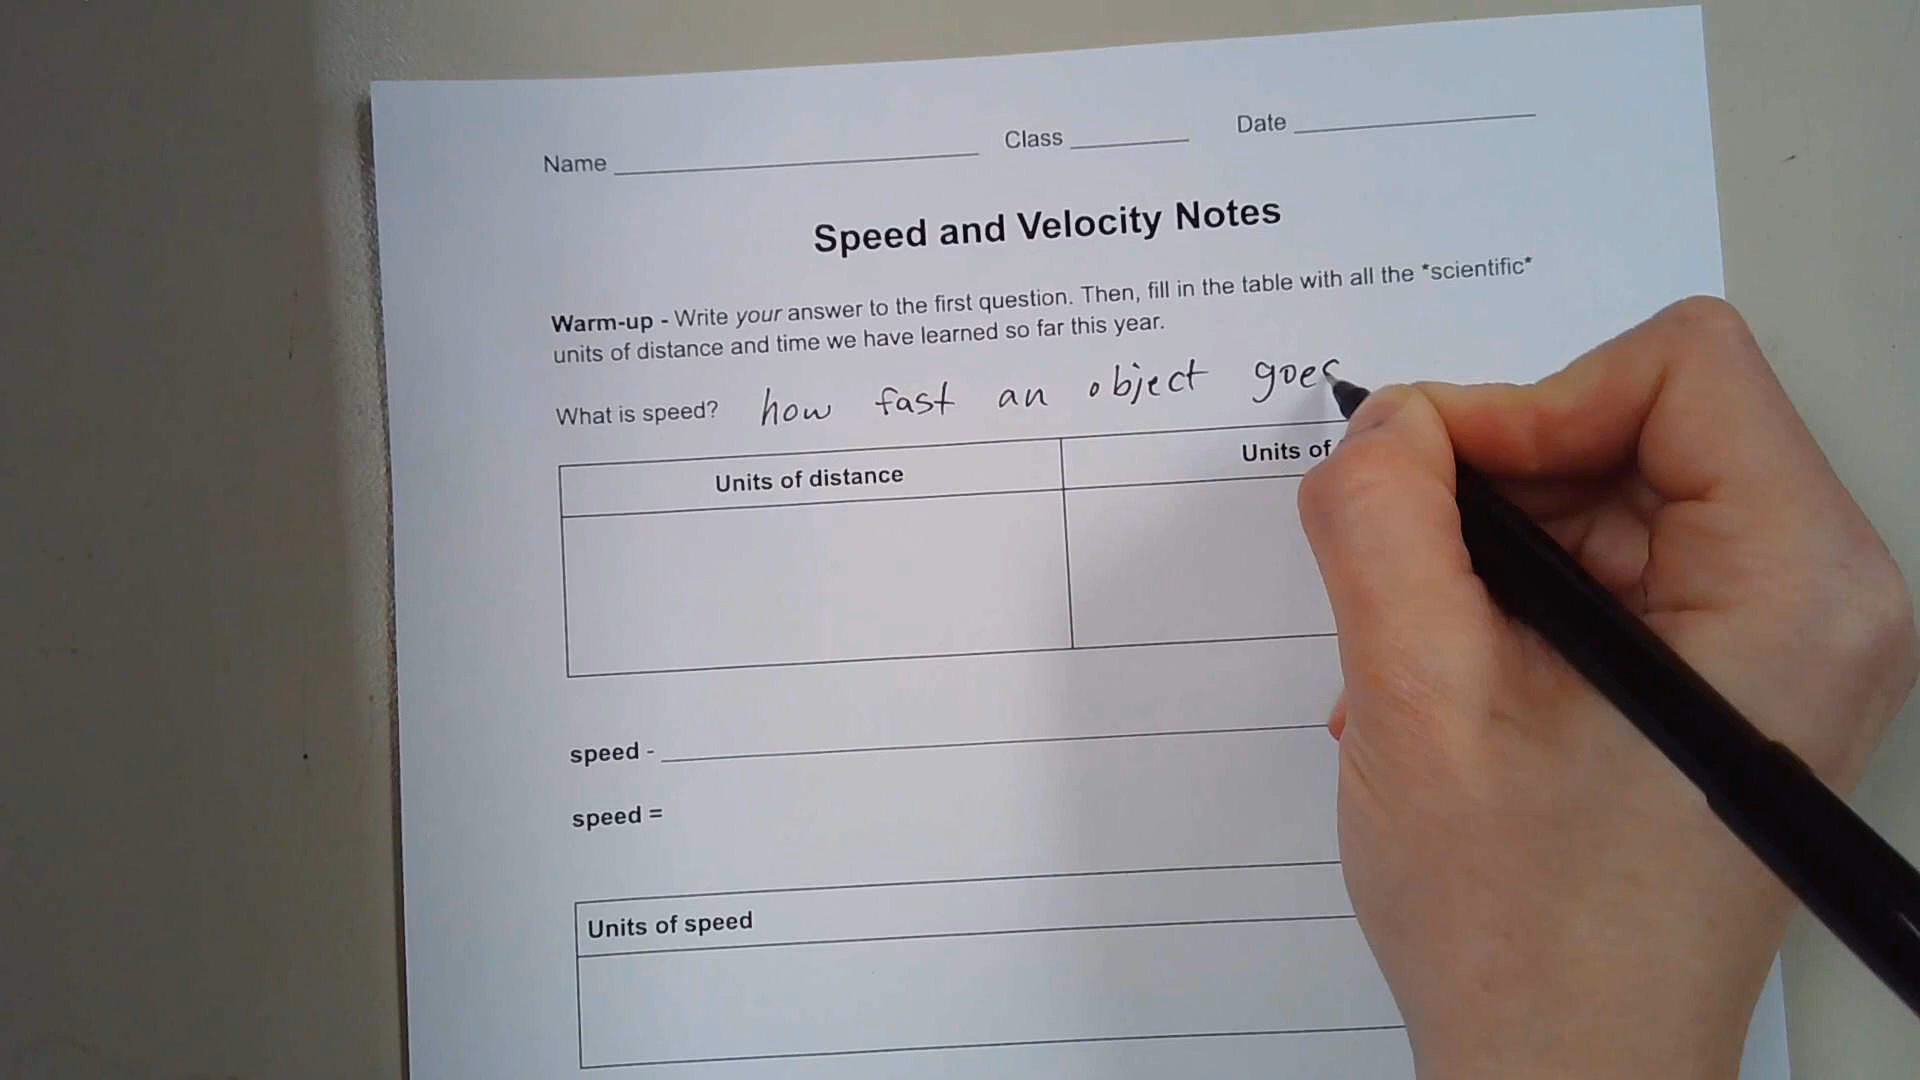 Name Class Date
Speed and Velocity Notes
Warm-up - Write your answer to the first question. Then, fill in the table with all the *scientific*
units of distance and time we have learned so far this year.
What is speed? how fast an object goes
Units of distance Units of
speed -
speed =
Units of speed